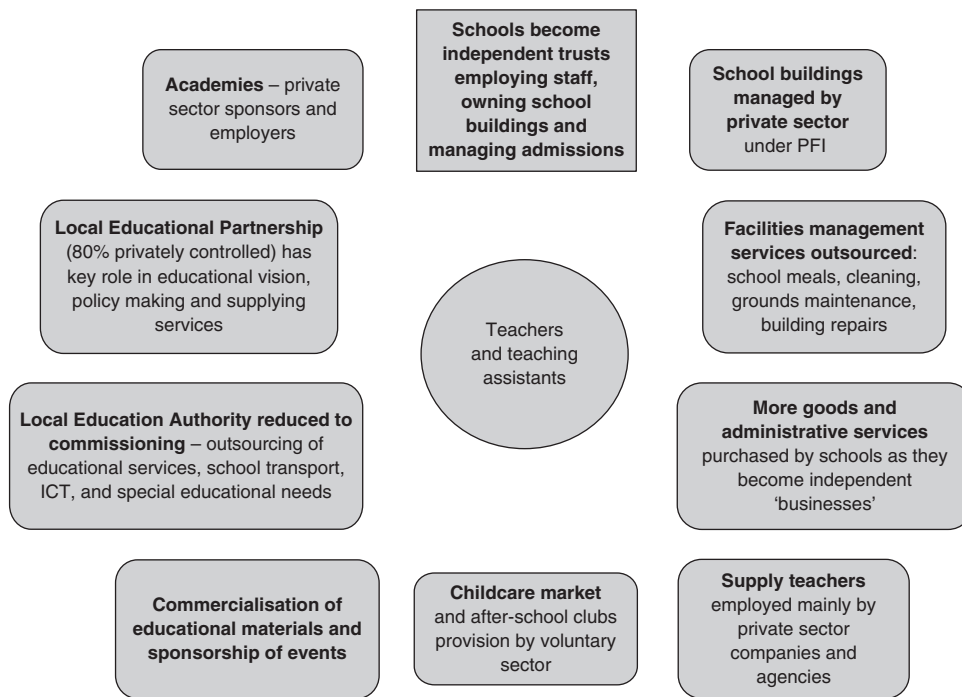 Schools become
independent trusts
employing staff,
owning school
buildings and
managing admissions
Academies – private
sector sponsors and
employers
School buildings
managed by
private sector
under PFI
Local Educational Partnership
(80% privately controlled) has
key role in educational vision,
policy making and supplying
services
Facilities management
services outsourced:
school meals, cleaning,
grounds maintenance,
building repairs
Teachers
and teaching
assistants
Local Education Authority reduced to
commissioning – outsourcing of
educational services, school transport,
ICT, and special educational needs
More goods and
administrative services
purchased by schools as they
become independent
‘businesses’
Commercialisation of
educational materials and
sponsorship of events
Childcare market
and after-school clubs
provision by voluntary
sector
Supply teachers
employed mainly by
private sector
companies and
agencies